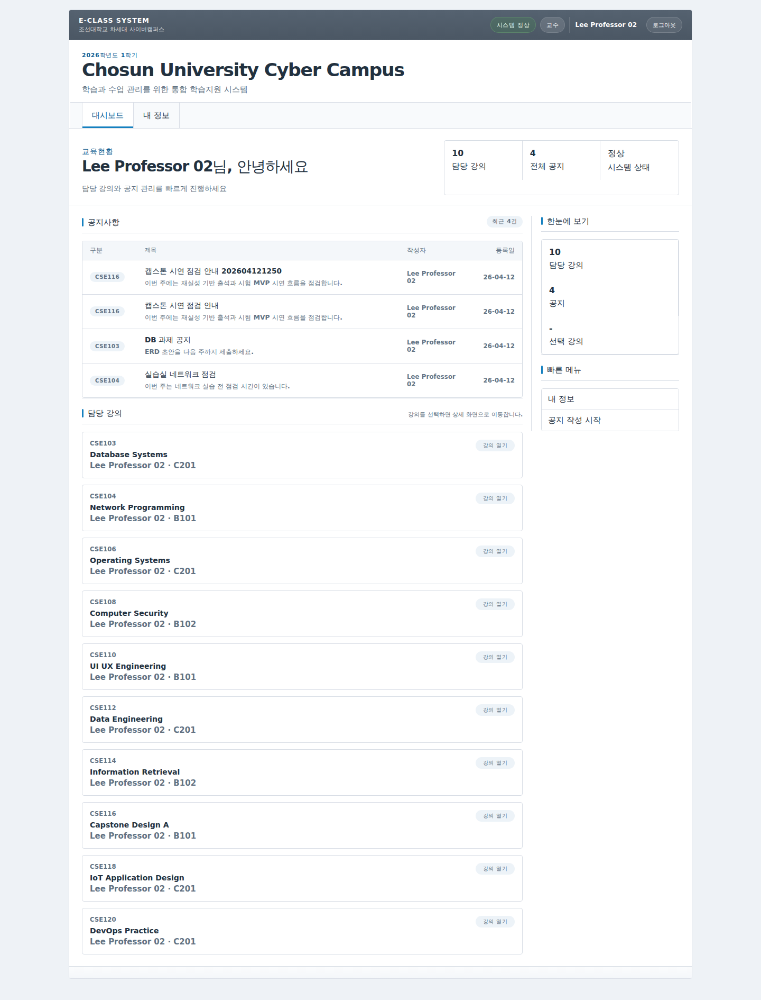 E-CLASS SYSTEM
조선대학교 차세대 사이버캠퍼스
시스템 정상
교수
Lee Professor 02
로그아웃
2026학년도 1학기
Chosun University Cyber Campus
학습과 수업 관리를 위한 통합 학습지원 시스템
대시보드
내 정보
교육현황
Lee Professor 02님, 안녕하세요
담당 강의와 공지 관리를 빠르게 진행하세요
10
담당 강의
4
전체 공지
정상
시스템 상태
공지사항
최근 4건
구분 제목 작성자 등록일
CSE116
캡스톤 시연 점검 안내 202604121250
이번 주에는 재실성 기반 출석과 시험 MVP 시연 흐름을 점검합니다.
Lee Professor
02
26-04-12
CSE116
캡스톤 시연 점검 안내
이번 주에는 재실성 기반 출석과 시험 MVP 시연 흐름을 점검합니다.
Lee Professor
02
26-04-12
CSE103
DB 과제 공지
ERD 초안을 다음 주까지 제출하세요.
Lee Professor
02
26-04-12
CSE104
실습실 네트워크 점검
이번 주는 네트워크 실습 전 점검 시간이 있습니다.
Lee Professor
02
26-04-12
담당 강의
강의를 선택하면 상세 화면으로 이동합니다.
CSE103
Database Systems
Lee Professor 02 · C201
강의 열기
CSE104
Network Programming
Lee Professor 02 · B101
강의 열기
CSE106
Operating Systems
Lee Professor 02 · C201
강의 열기
CSE108
Computer Security
Lee Professor 02 · B102
강의 열기
CSE110
UI UX Engineering
Lee Professor 02 · B101
강의 열기
CSE112
Data Engineering
Lee Professor 02 · C201
강의 열기
CSE114
Information Retrieval
Lee Professor 02 · B102
강의 열기
CSE116
Capstone Design A
Lee Professor 02 · B101
강의 열기
CSE118
IoT Application Design
Lee Professor 02 · C201
강의 열기
CSE120
DevOps Practice
Lee Professor 02 · C201
강의 열기
한눈에 보기
10
담당 강의
4
공지
-
선택 강의
빠른 메뉴
내 정보
공지 작성 시작